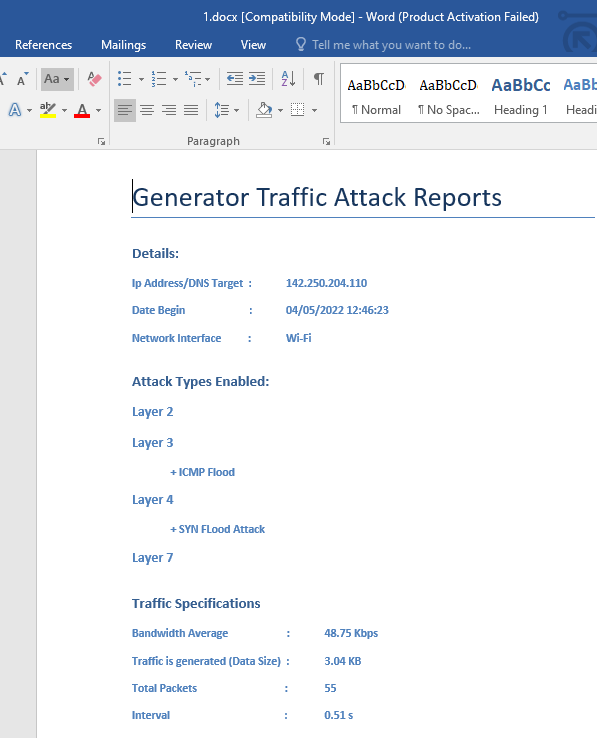 1.docx [Compatibility Mode] - Word (Product Activation Failed)
References Mailings Review View Tell me what you want to do...
Aa
A
Z
¶
AaBbCcD AaBbCcD AaBbCc AaBb
A aby A
¶ Normal ¶ No Spac... Heading 1 Headi
Paragraph
Generator Traffic Attack Reports
Details:
Ip Address/DNS Target : 142.250.204.110
Date Begin : 04/05/2022 12:46:23
Network Interface : Wi-Fi
Attack Types Enabled:
Layer 2
Layer 3
+ ICMP Flood
Layer 4
+ SYN FLood Attack
Layer 7
Traffic Specifications
Bandwidth Average : 48.75 Kbps
Traffic is generated (Data Size) : 3.04 KB
Total Packets : 55
Interval : 0.51 s